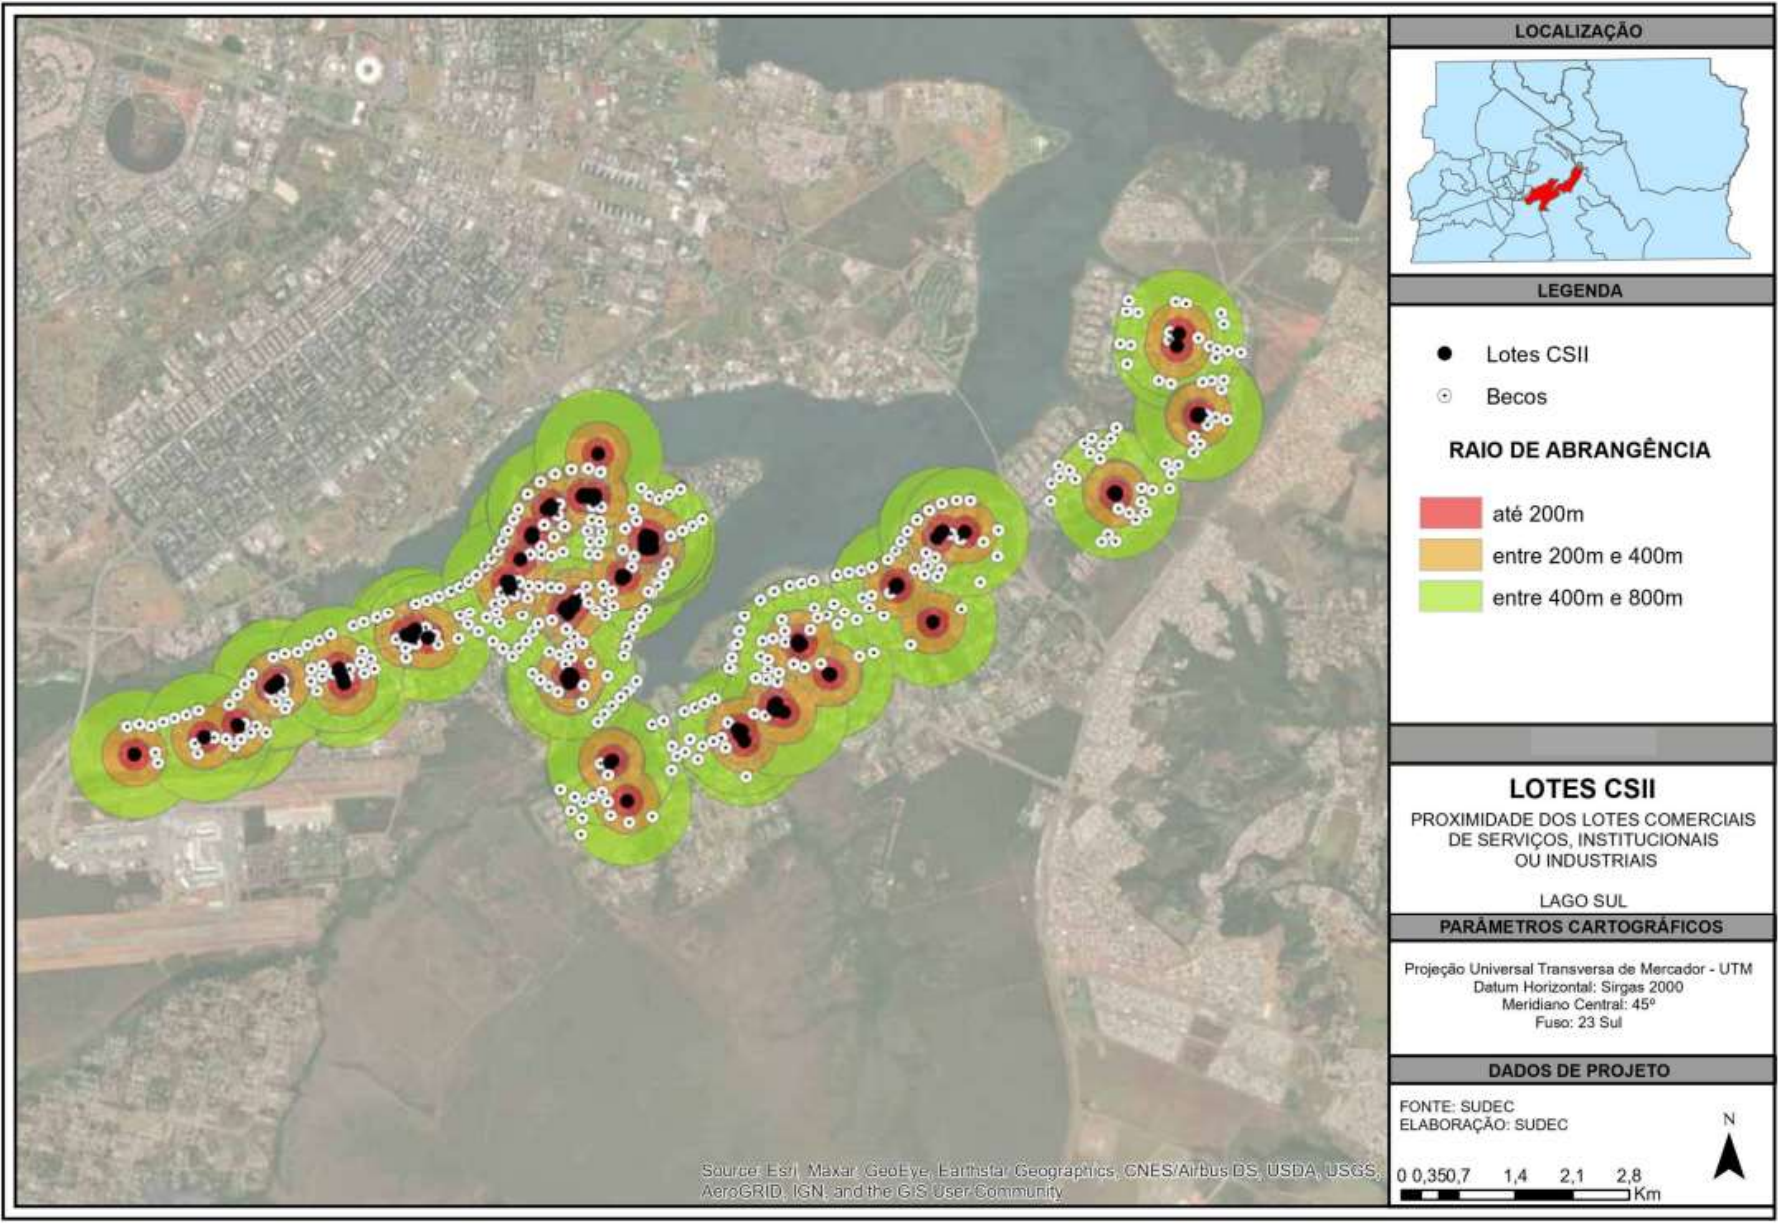 LOCALIZAÇÃO
LEGENDA
Lotes CSII
Becos
RAIO DE ABRANGÊNCIA
até 200m
entre 200m e 400m
entre 400m e 800m
LOTES CSII
PROXIMIDADE DOS LOTES COMERCIAIS
DE SERVIÇOS, INSTITUCIONAIS
OU INDUSTRIAIS
LAGO SUL
PARÂMETROS CARTOGRÁFICOS
Projeção Universal Transversa de Mercador - UTM
Datum Horizontal: Sirgas 2000
Meridiano Central: 45º
Fuso: 23 Sul
DADOS DE PROJETO
FONTE: SUDEC
ELABORAÇÃO: SUDEC
N
0 0,350,7 1,4 2,1 2,8
Km
Source: Esri, Maxar, GeoEye, Earthstar Geographics, CNES/Airbus DS, USDA, USGS,
AeroGRID, IGN, and the GIS User Community